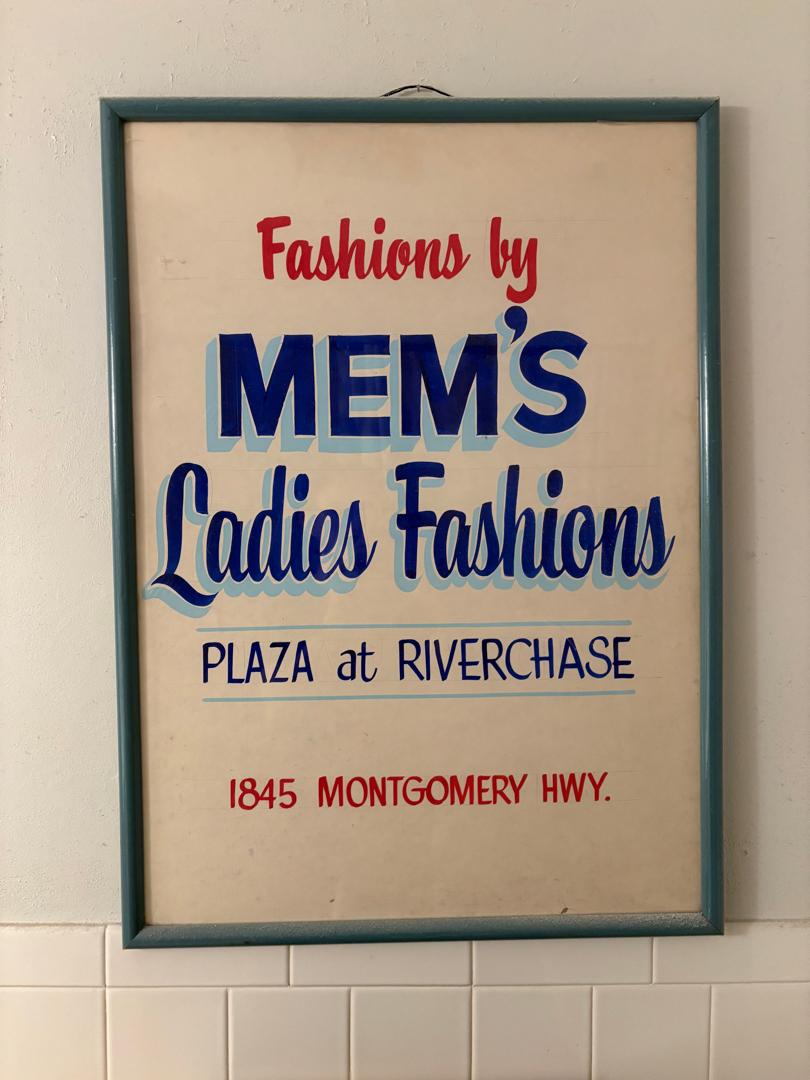 Fashions by
MEM'S
Ladies Fashions
PLAZA at RIVERCHASE
1845 MONTGOMERY HWY.